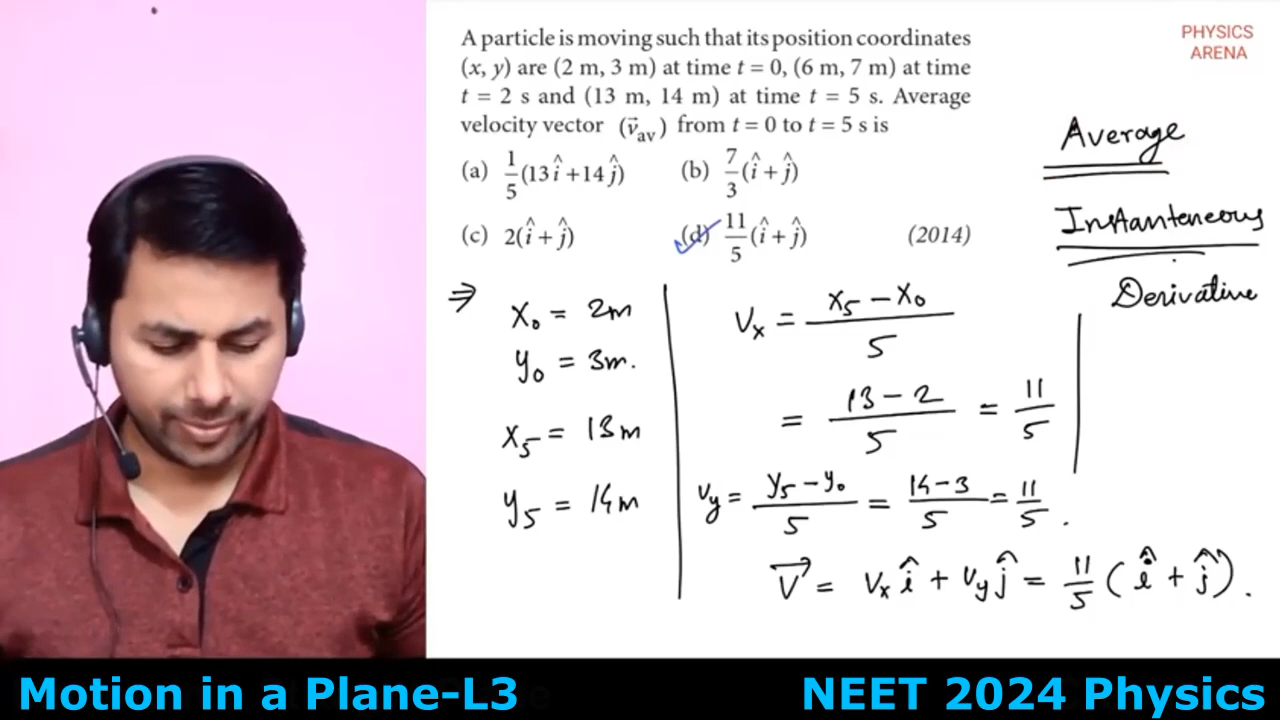 PHYSICS
ARENA
A particle is moving such that its position coordinates
(x, y) are (2 m, 3 m) at time t = 0, (6 m, 7 m) at time
t = 2 s and (13 m, 14 m) at time t = 5 s. Average
velocity vector (v⃗av) from t = 0 to t = 5 s is
(a) 1/5(13î+14ĵ) (b) 7/3(î+ĵ)
(c) 2(î+ĵ) (d) 11/5(î+ĵ) (2014)
Average
Instanteneous
Derivative
⇒ x₀ = 2m
y₀ = 3m.
x₅ = 13m
y₅ = 14m
Vx = (x₅ - x₀)/5
= (13 - 2)/5 = 11/5
Vy = (y₅ - y₀)/5 = (14 - 3)/5 = 11/5.
V⃗ = Vx î + Vy ĵ = 11/5 (î + ĵ).
Motion in a Plane-L3
NEET 2024 Physics